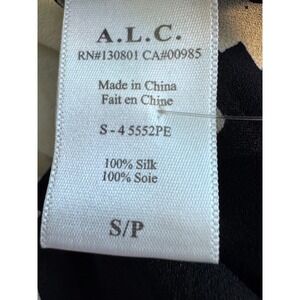 A.L.C.
RN#130801 CA#00985
Made in China
Fait en Chine
S - 4 5552PE
100% Silk
100% Soie
S/P